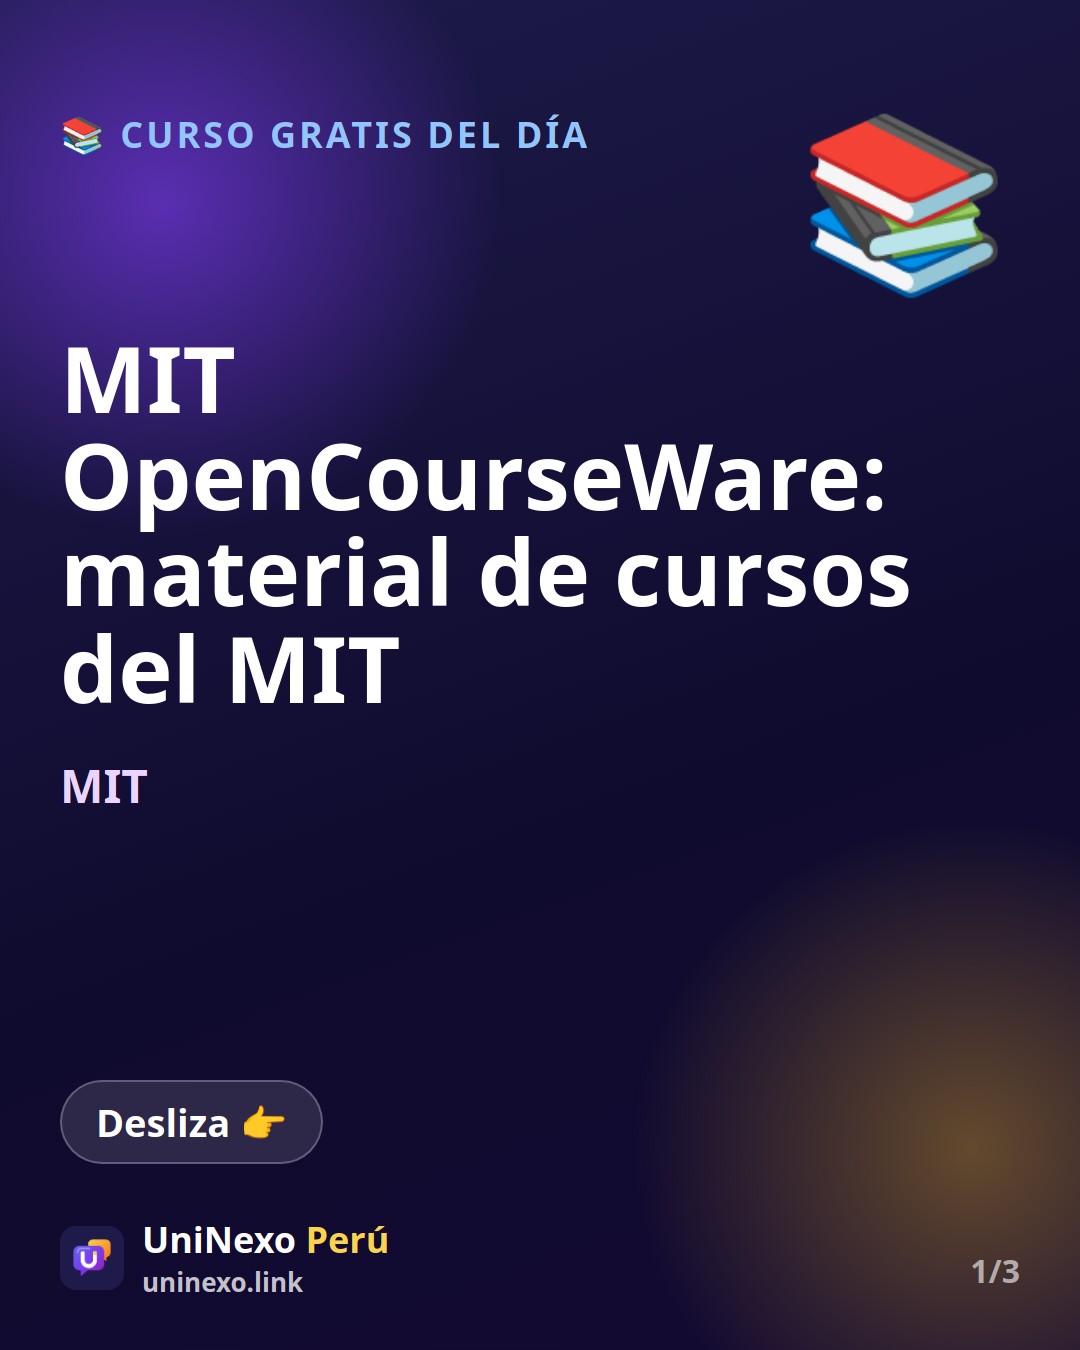 📚 CURSO GRATIS DEL DÍA
MIT
OpenCourseWare:
material de cursos
del MIT
MIT
Desliza 👉
UniNexo Perú
uninexo.link
1/3